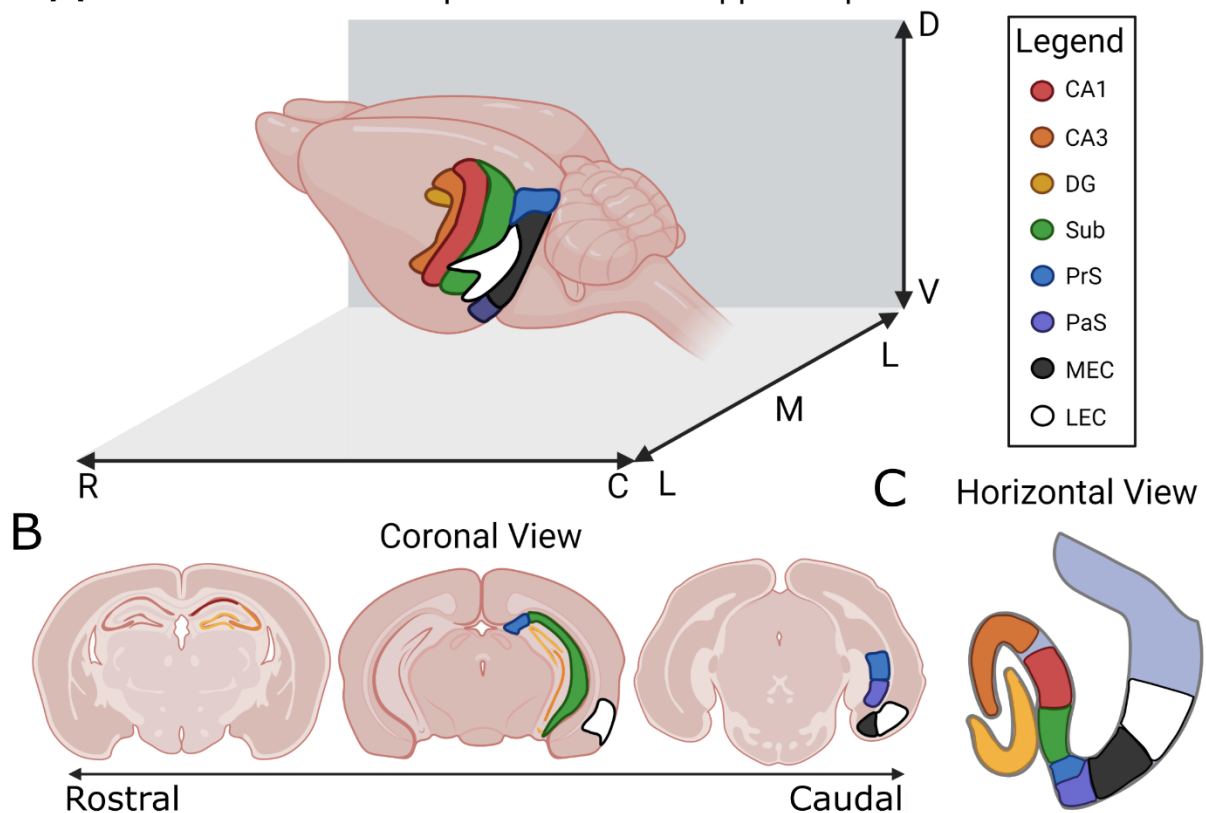 D
Legend
CA1
CA3
DG
Sub
PrS
PaS
MEC
LEC
V
L
M
R
C
L
C
Horizontal View
B
Coronal View
Rostral
Caudal